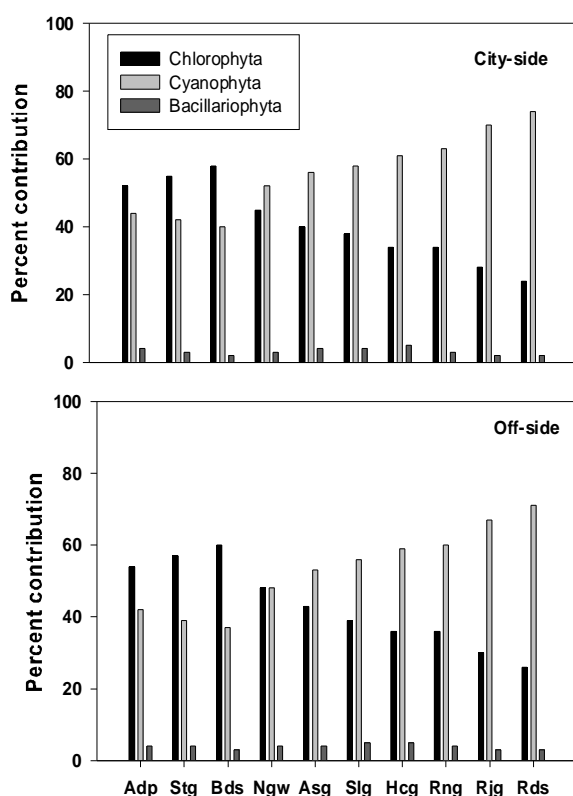 100
80
60
40
20
0
Percent contribution
Chlorophyta
Cyanophyta
Bacillariophyta
City-side
100
80
60
40
20
0
Percent contribution
Off-side
Adp Stg Bds Ngw Asg Slg Hcg Rng Rjg Rds